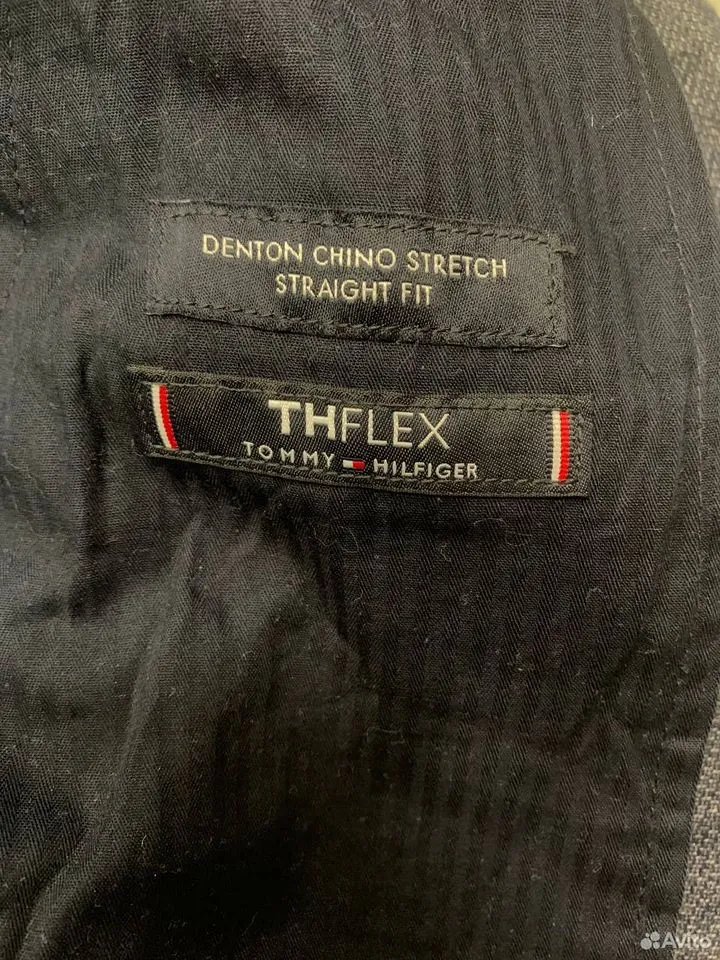 DENTON CHINO STRETCH
STRAIGHT FIT
THFLEX
TOMMY HILFIGER
Avito